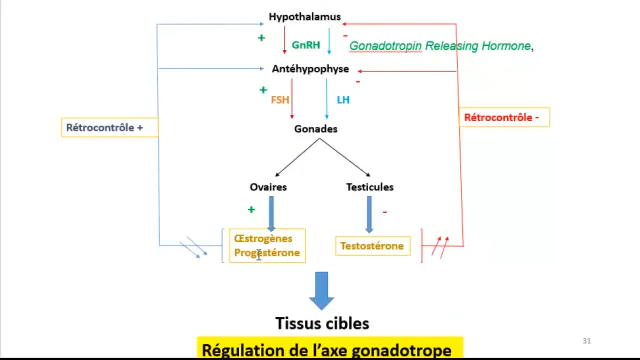 Hypothalamus
+
-
GnRH
Gonadotropin Releasing Hormone,
Antéhypophyse
+
-
FSH
LH
Rétrocontrôle +
Rétrocontrôle -
Gonades
Ovaires
Testicules
+
-
Œstrogènes
Progestérone
Testostérone
Tissus cibles
Régulation de l’axe gonadotrope
31